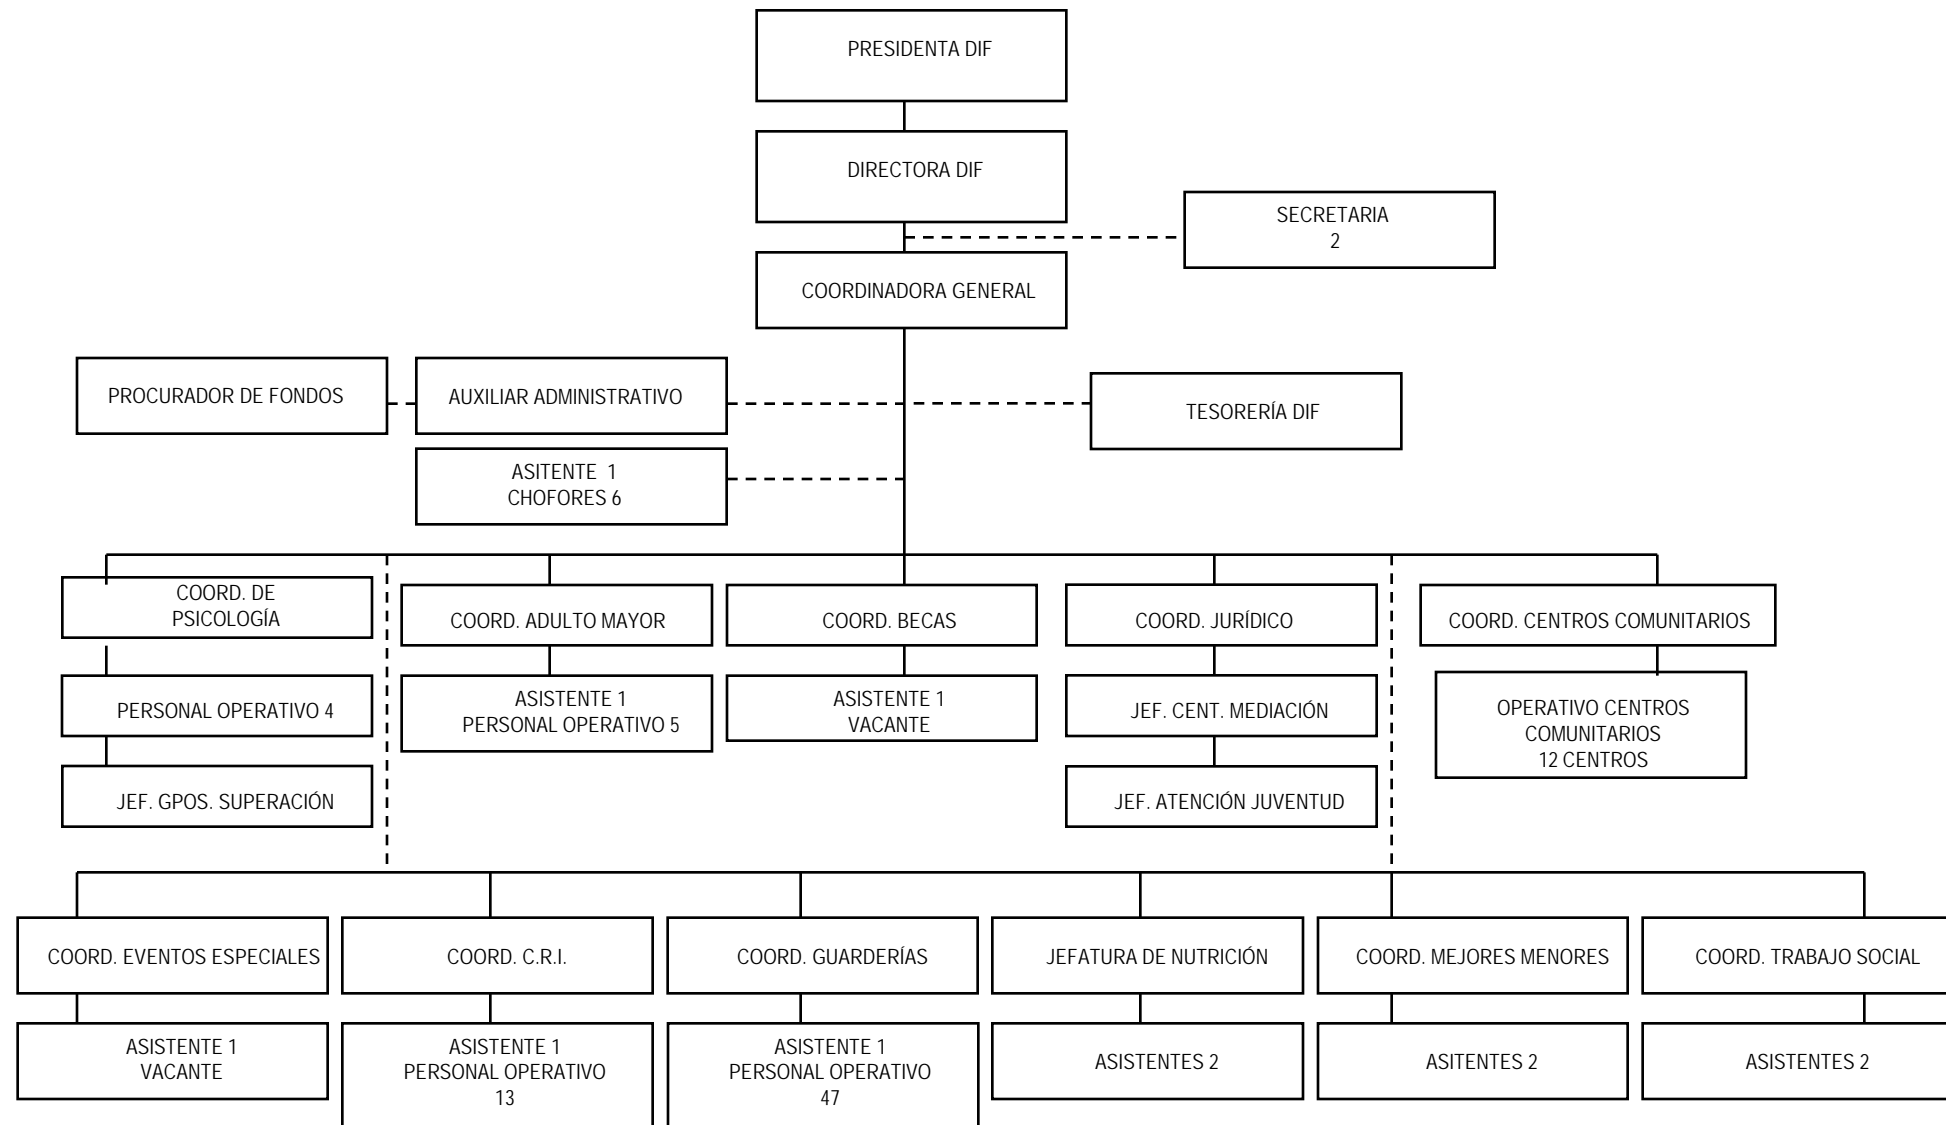 PRESIDENTA DIF
DIRECTORA DIF
SECRETARIA
2
COORDINADORA GENERAL
PROCURADOR DE FONDOS
AUXILIAR ADMINISTRATIVO
TESORERÍA DIF
ASITENTE 1
CHOFORES 6
COORD. DE
PSICOLOGÍA
COORD. ADULTO MAYOR
COORD. BECAS
COORD. JURÍDICO
COORD. CENTROS COMUNITARIOS
PERSONAL OPERATIVO 4
ASISTENTE 1
PERSONAL OPERATIVO 5
ASISTENTE 1
VACANTE
JEF. CENT. MEDIACIÓN
OPERATIVO CENTROS
COMUNITARIOS
12 CENTROS
JEF. GPOS. SUPERACIÓN
JEF. ATENCIÓN JUVENTUD
COORD. EVENTOS ESPECIALES
COORD. C.R.I.
COORD. GUARDERÍAS
JEFATURA DE NUTRICIÓN
COORD. MEJORES MENORES
COORD. TRABAJO SOCIAL
ASISTENTE 1
VACANTE
ASISTENTE 1
PERSONAL OPERATIVO
13
ASISTENTE 1
PERSONAL OPERATIVO
47
ASISTENTES 2
ASITENTES 2
ASISTENTES 2